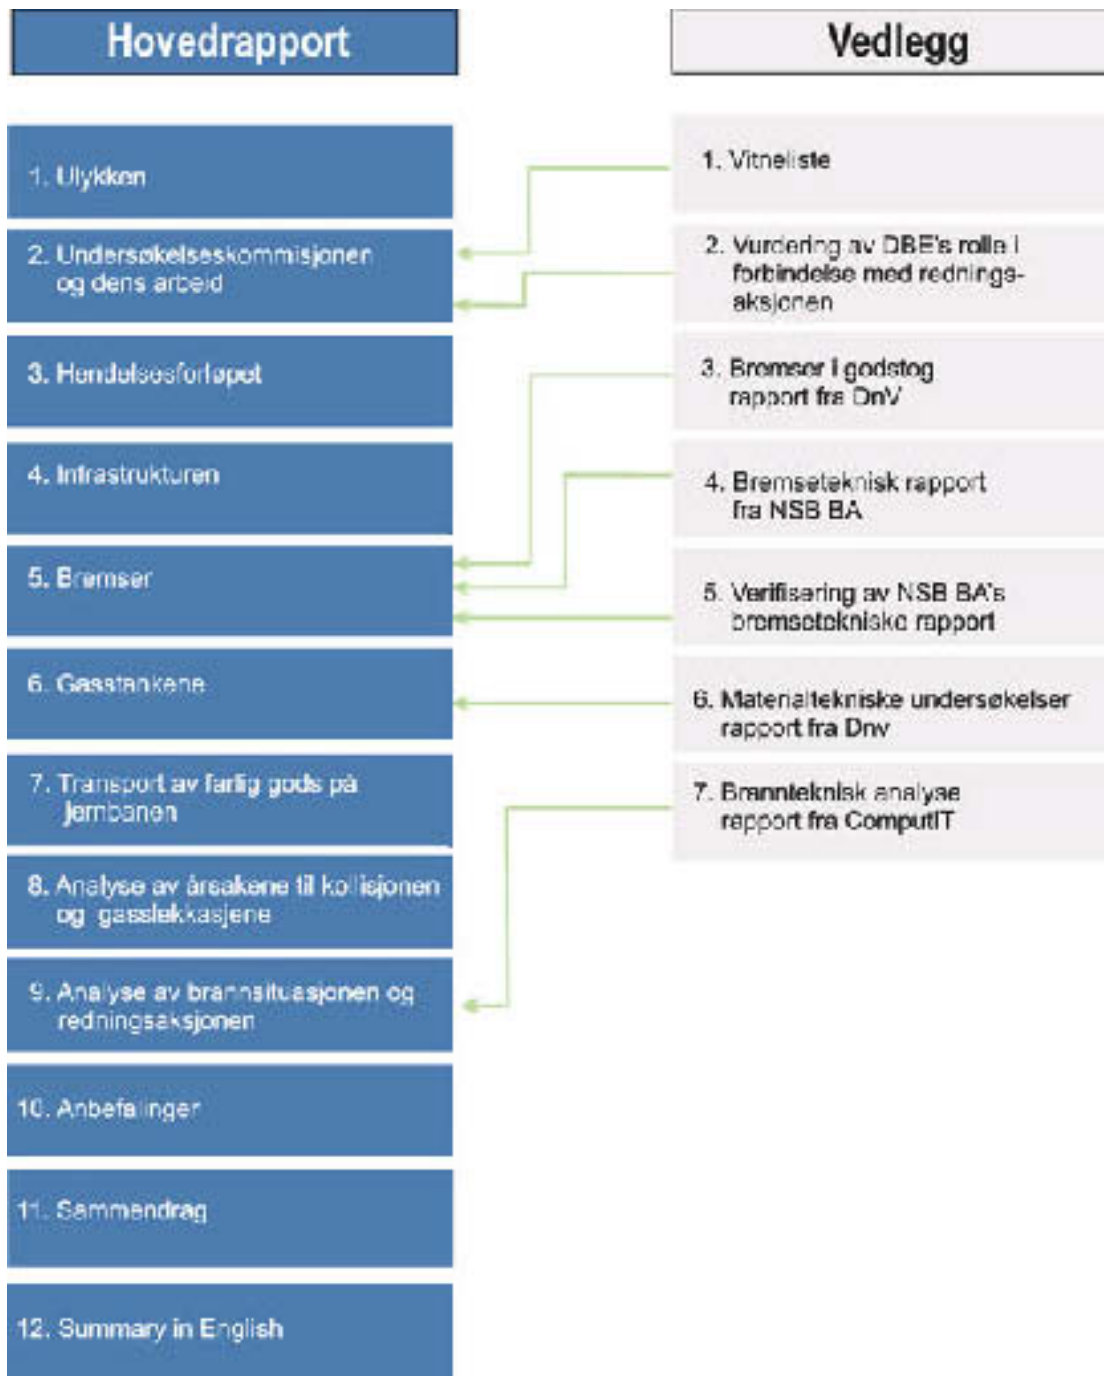 Hovedrapport
1. Ulykken
2. Undersøkelseskommisjonen
og dens arbeid
3. Hendelsesforløpet
4. Infrastrukturen
5. Bremser
6. Gasstankene
7. Transport av farlig gods på
jernbanen
8. Analyse av årsakene til kollisjonen
og gasslekkasjene
9. Analyse av brannsituasjonen og
redningsaksjonen
10. Anbefalinger
11. Sammendrag
12. Summary in English
Vedlegg
1. Vitneliste
2. Vurdering av DBE's rolle i
forbindelse med rednings-
aksjonen
3. Bremser i godstog
rapport fra DnV
4. Bremseteknisk rapport
fra NSB BA
5. Verifisering av NSB BA's
bremsetekniske rapport
6. Materialtekniske undersøkelser
rapport fra Dnv
7. Brannteknisk analyse
rapport fra ComputIT